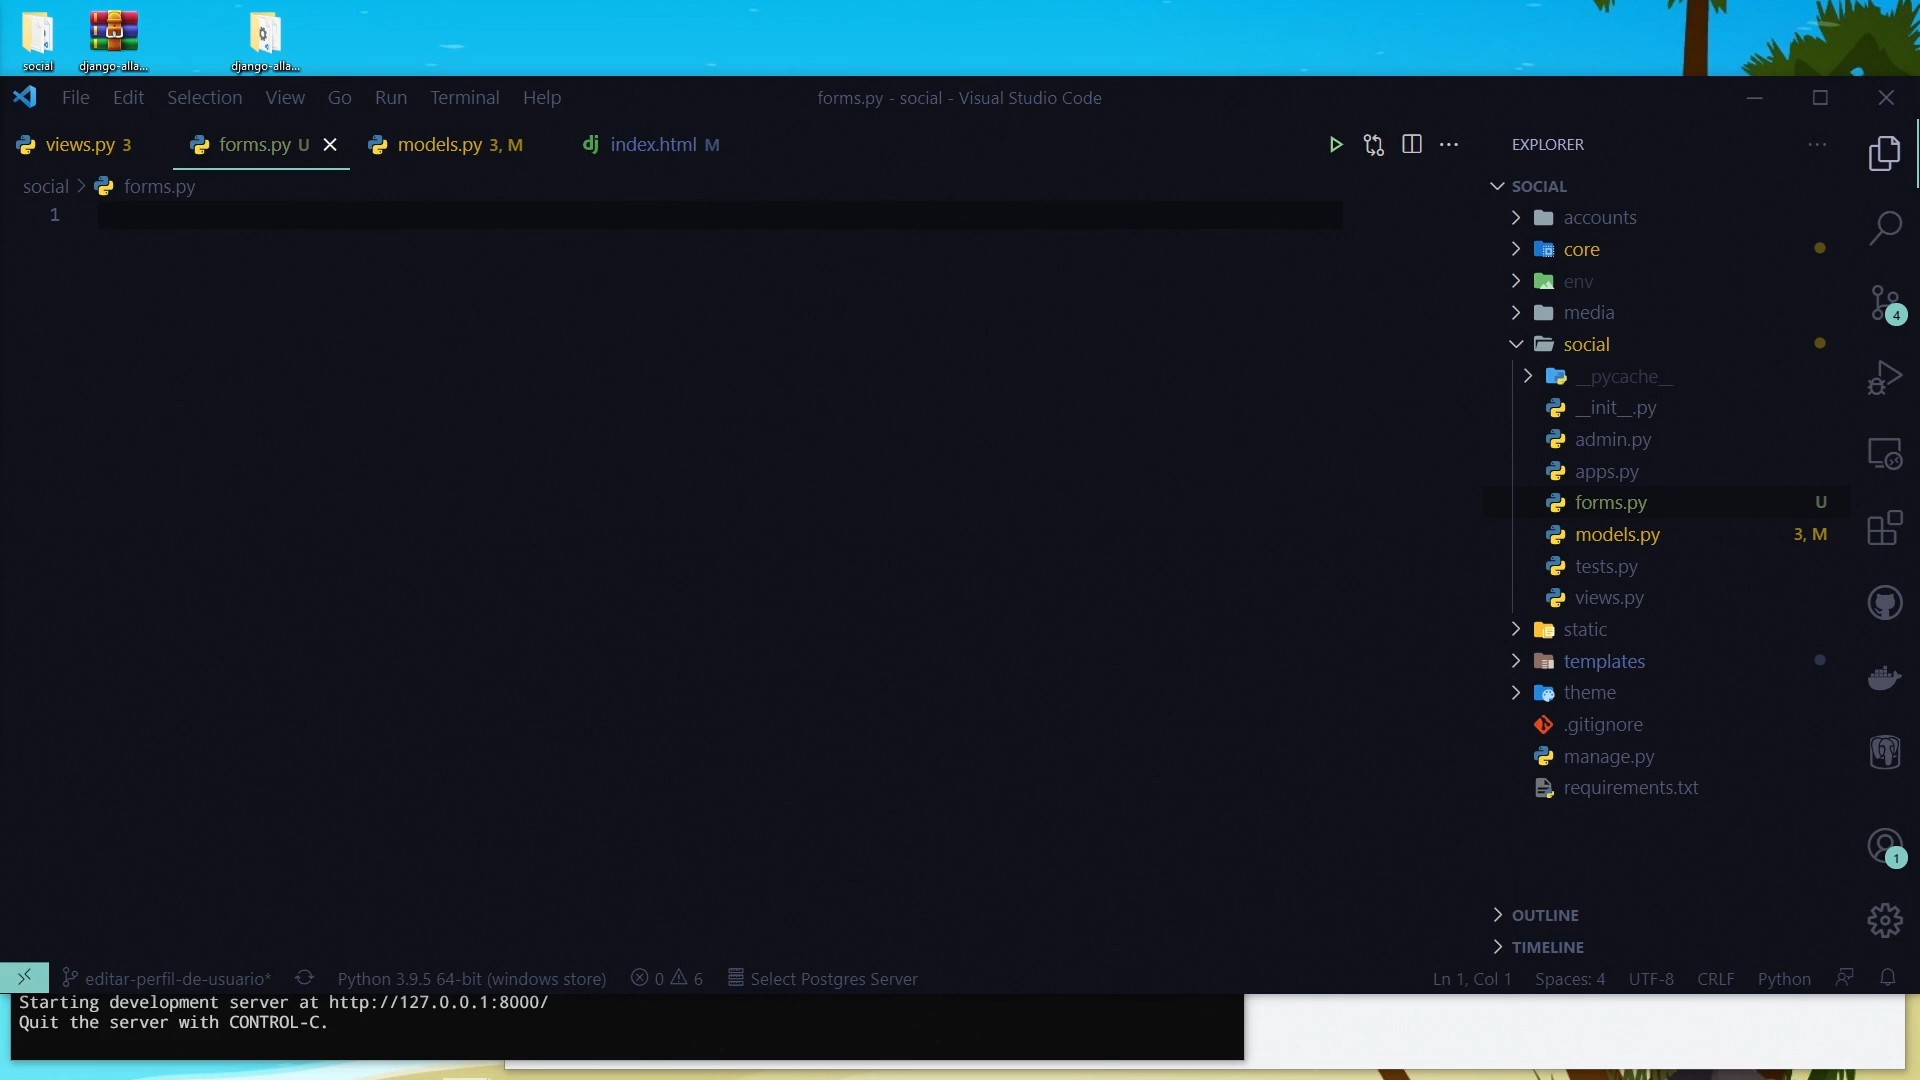 social
django-alla...
django-alla...
File Edit Selection View Go Run Terminal Help
forms.py - social - Visual Studio Code
views.py 3
forms.py U
models.py 3, M
index.html M
social > forms.py
1
EXPLORER
SOCIAL
accounts
core
env
media
social
__pycache__
__init__.py
admin.py
apps.py
forms.py U
models.py 3, M
tests.py
views.py
static
templates
theme
.gitignore
manage.py
requirements.txt
OUTLINE
TIMELINE
4
1
editar-perfil-de-usuario* Python 3.9.5 64-bit (windows store) 0 6 Select Postgres Server
Ln 1, Col 1 Spaces: 4 UTF-8 CRLF Python
Starting development server at http://127.0.0.1:8000/
Quit the server with CONTROL-C.